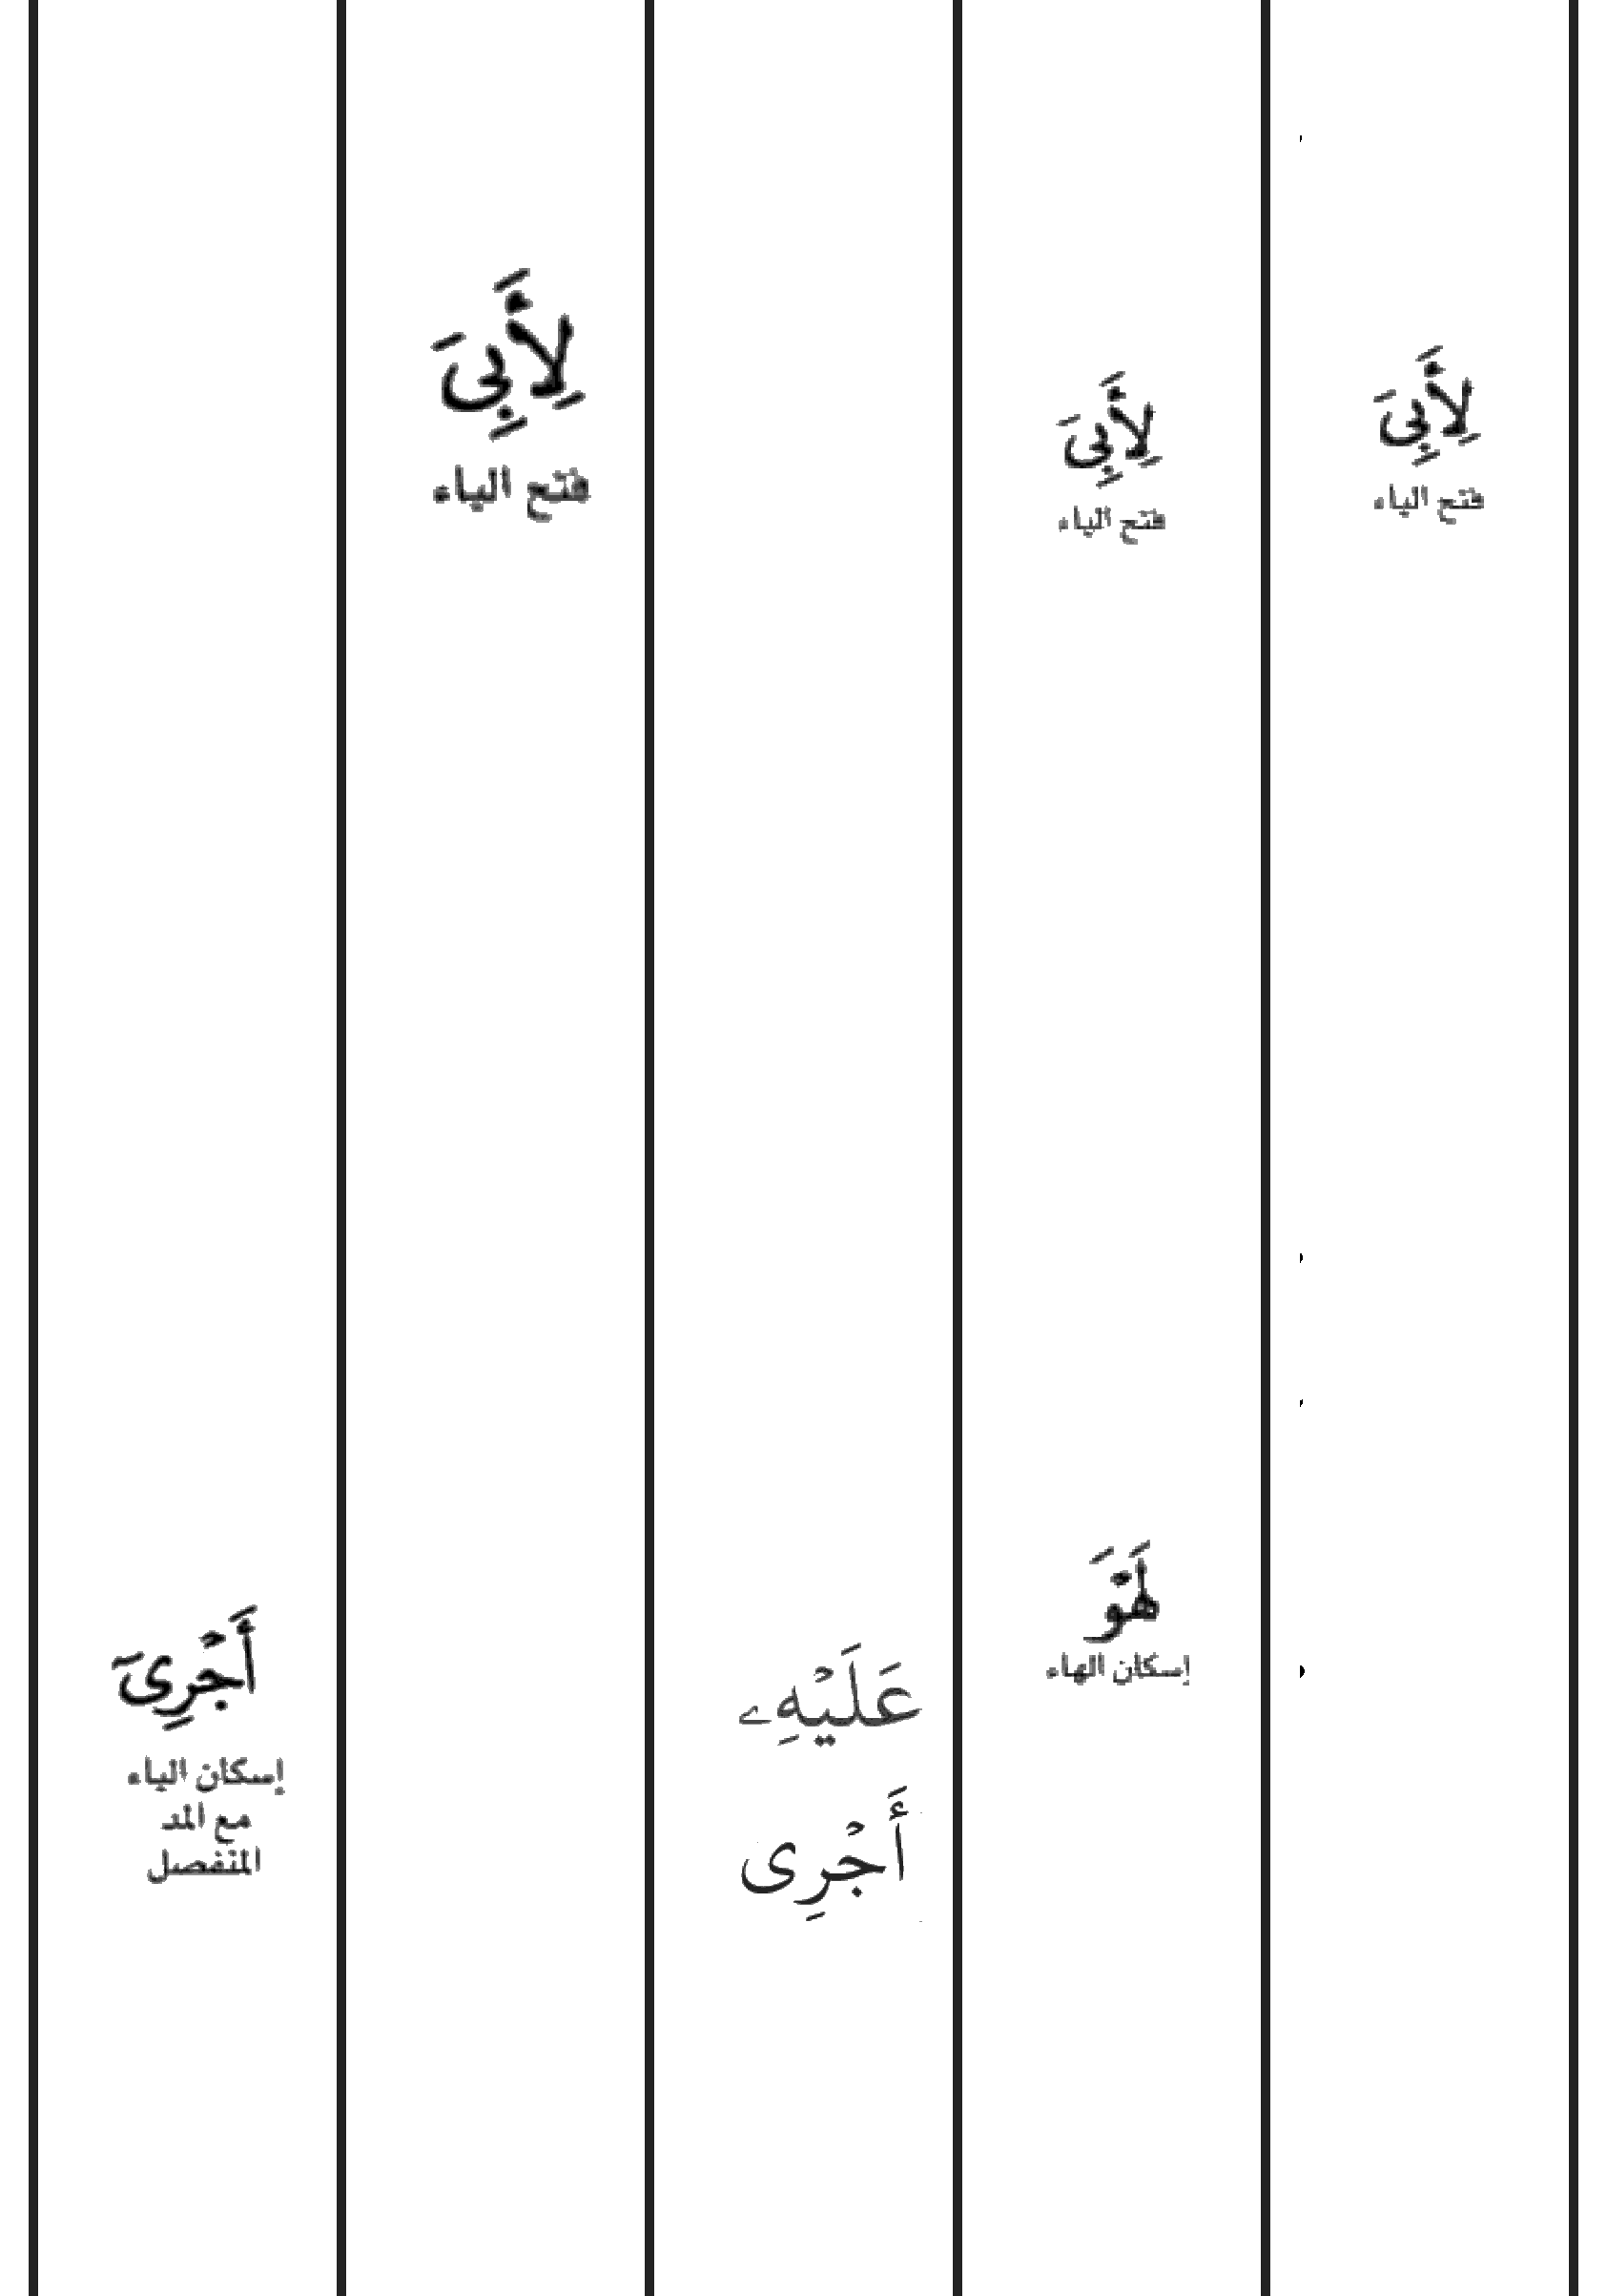 لِأَبِىَ
فتح الياء
لِأَبِىَ
فتح الياء
لَهْوَ
إسكان الهاء
عَلَيْهِۦ
أَجْرِى
لِأَبِىَ
فتح الياء
أَجْرِىٓ
إسكان الياء
مع المد
المنفصل